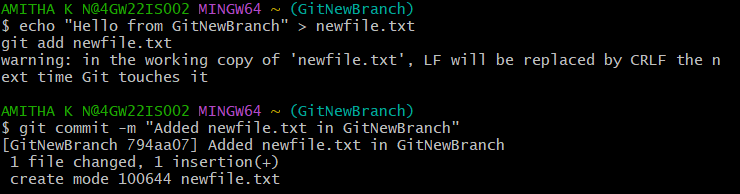 AMITHA K N@4GW22IS002 MINGW64 ~ (GitNewBranch)
$ echo "Hello from GitNewBranch" > newfile.txt
git add newfile.txt
warning: in the working copy of 'newfile.txt', LF will be replaced by CRLF the n
ext time Git touches it
AMITHA K N@4GW22IS002 MINGW64 ~ (GitNewBranch)
$ git commit -m "Added newfile.txt in GitNewBranch"
[GitNewBranch 794aa07] Added newfile.txt in GitNewBranch
 1 file changed, 1 insertion(+)
 create mode 100644 newfile.txt